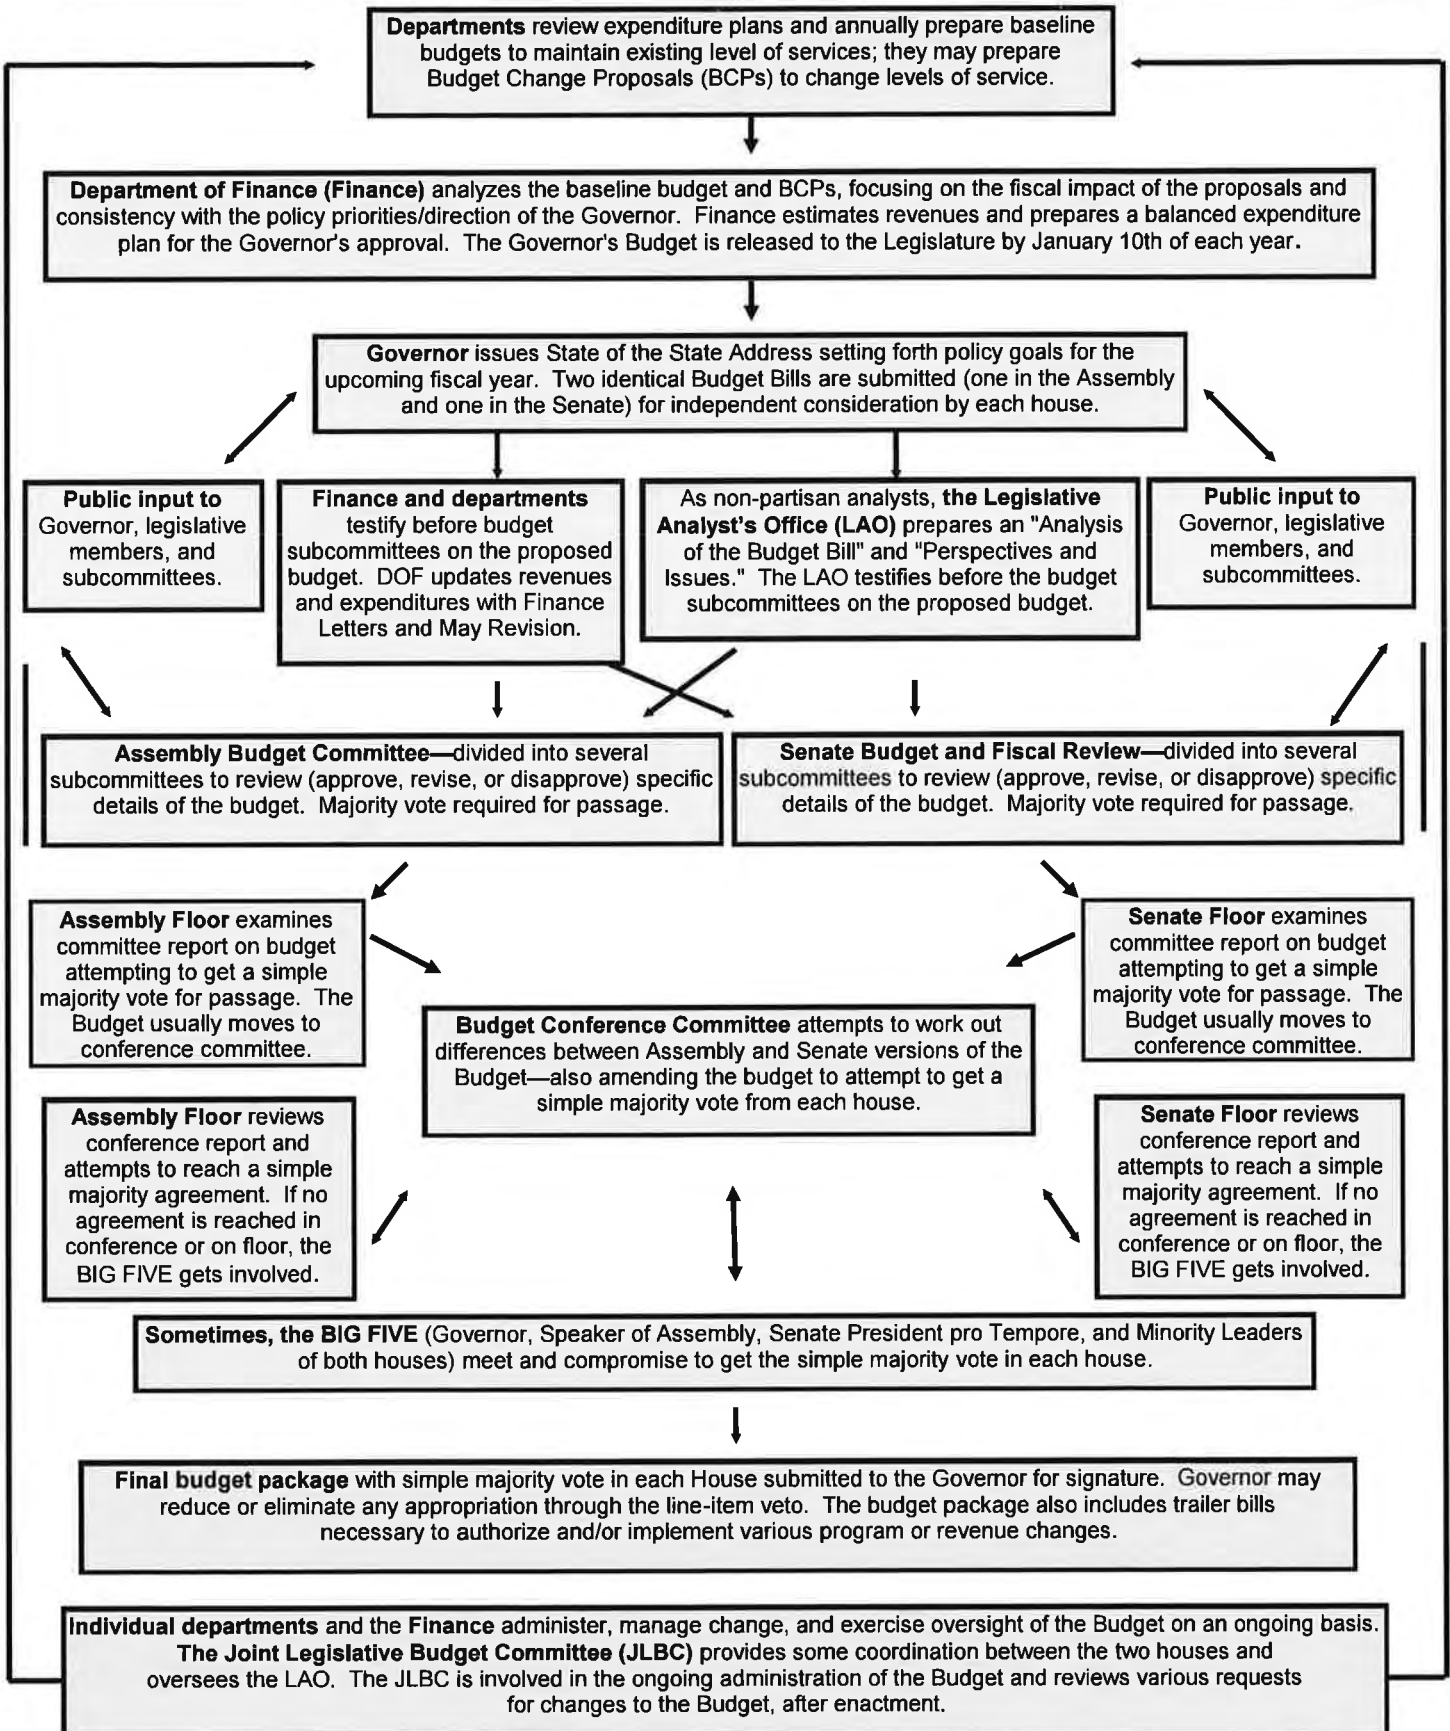 Departments review expenditure plans and annually prepare baseline
budgets to maintain existing level of services; they may prepare
Budget Change Proposals (BCPs) to change levels of service.
Department of Finance (Finance) analyzes the baseline budget and BCPs, focusing on the fiscal impact of the proposals and
consistency with the policy priorities/direction of the Governor. Finance estimates revenues and prepares a balanced expenditure
plan for the Governor's approval. The Governor's Budget is released to the Legislature by January 10th of each year.
Governor issues State of the State Address setting forth policy goals for the
upcoming fiscal year. Two identical Budget Bills are submitted (one in the Assembly
and one in the Senate) for independent consideration by each house.
Public input to
Governor, legislative
members, and
subcommittees.
Finance and departments
testify before budget
subcommittees on the proposed
budget. DOF updates revenues
and expenditures with Finance
Letters and May Revision.
As non-partisan analysts, the Legislative
Analyst's Office (LAO) prepares an "Analysis
of the Budget Bill" and "Perspectives and
Issues." The LAO testifies before the budget
subcommittees on the proposed budget.
Public input to
Governor, legislative
members, and
subcommittees.
Assembly Budget Committee—divided into several
subcommittees to review (approve, revise, or disapprove) specific
details of the budget. Majority vote required for passage.
Senate Budget and Fiscal Review—divided into several
subcommittees to review (approve, revise, or disapprove) specific
details of the budget. Majority vote required for passage.
Assembly Floor examines
committee report on budget
attempting to get a simple
majority vote for passage. The
Budget usually moves to
conference committee.
Senate Floor examines
committee report on budget
attempting to get a simple
majority vote for passage. The
Budget usually moves to
conference committee.
Budget Conference Committee attempts to work out
differences between Assembly and Senate versions of the
Budget—also amending the budget to attempt to get a
simple majority vote from each house.
Assembly Floor reviews
conference report and
attempts to reach a simple
majority agreement. If no
agreement is reached in
conference or on floor, the
BIG FIVE gets involved.
Senate Floor reviews
conference report and
attempts to reach a simple
majority agreement. If no
agreement is reached in
conference or on floor, the
BIG FIVE gets involved.
Sometimes, the BIG FIVE (Governor, Speaker of Assembly, Senate President pro Tempore, and Minority Leaders
of both houses) meet and compromise to get the simple majority vote in each house.
Final budget package with simple majority vote in each House submitted to the Governor for signature. Governor may
reduce or eliminate any appropriation through the line-item veto. The budget package also includes trailer bills
necessary to authorize and/or implement various program or revenue changes.
Individual departments and the Finance administer, manage change, and exercise oversight of the Budget on an ongoing basis.
The Joint Legislative Budget Committee (JLBC) provides some coordination between the two houses and
oversees the LAO. The JLBC is involved in the ongoing administration of the Budget and reviews various requests
for changes to the Budget, after enactment.